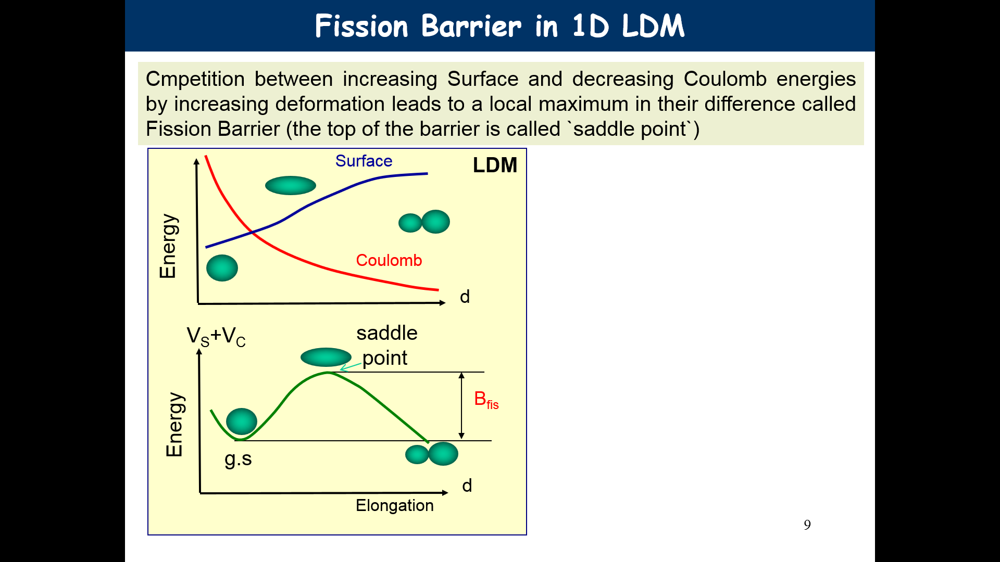 Fission Barrier in 1D LDM
Cmpetition between increasing Surface and decreasing Coulomb energies
by increasing deformation leads to a local maximum in their difference called
Fission Barrier (the top of the barrier is called `saddle point`)
Surface
LDM
Energy
Coulomb
d
VS+VC
saddle
point
Bfis
Energy
g.s
d
Elongation
9